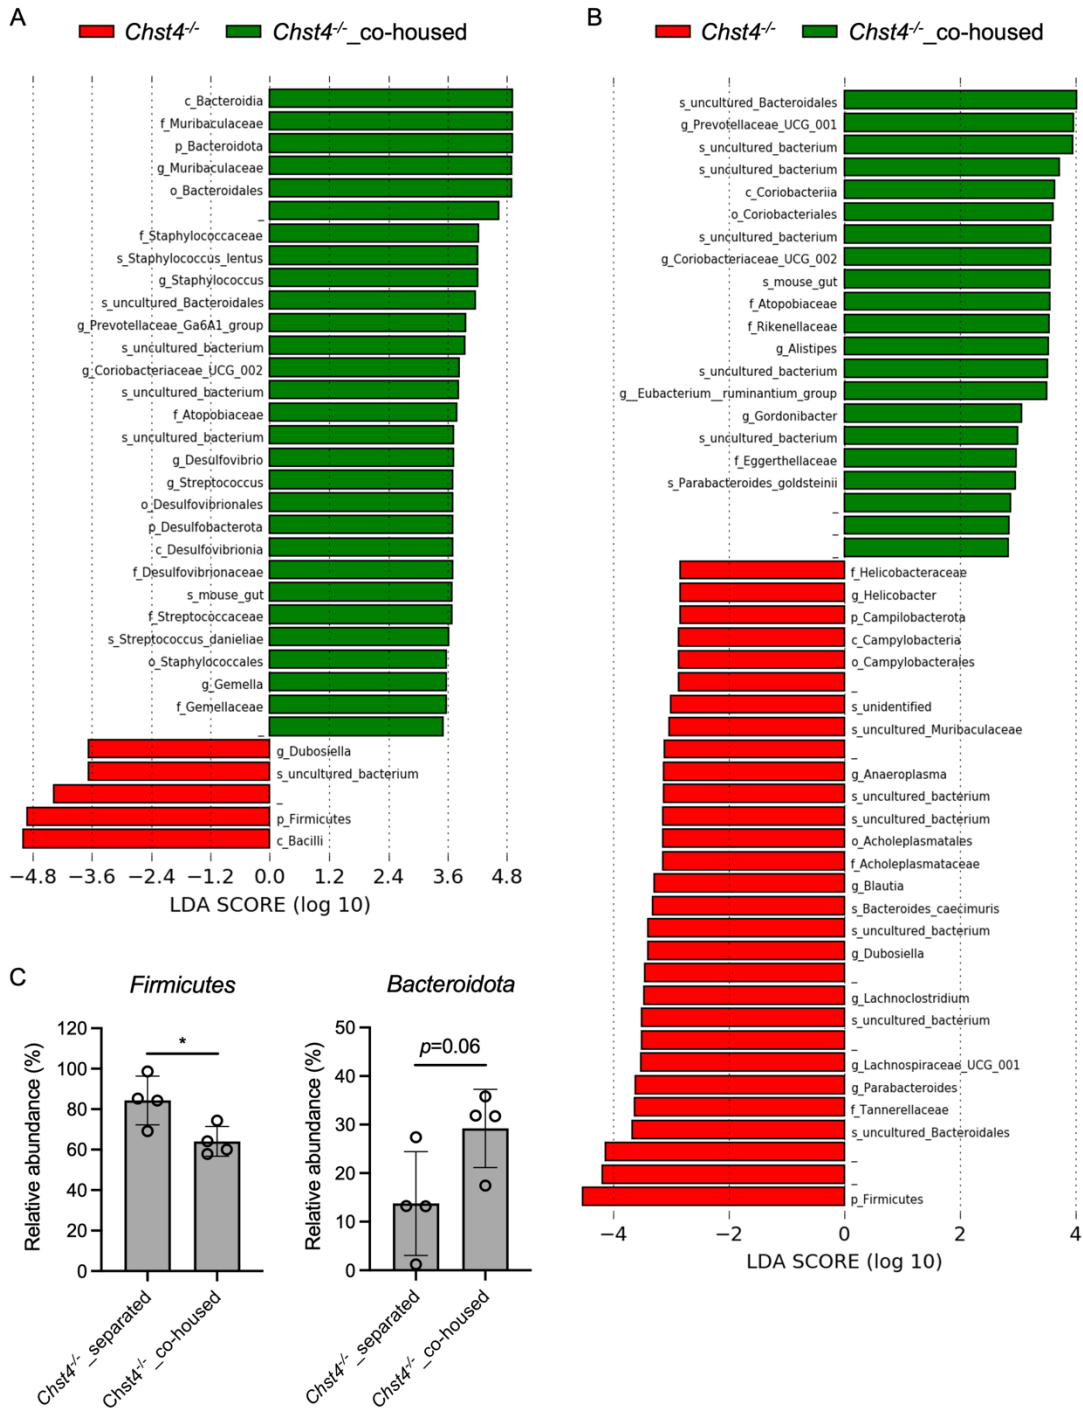 A
Chst4-/-
Chst4-/-_co-housed
c_Bacteroidia
f_Muribaculaceae
p_Bacteroidota
g_Muribaculaceae
o_Bacteroidales
_
f_Staphylococcaceae
s_Staphylococcus_lentus
g_Staphylococcus
s_uncultured_Bacteroidales
g_Prevotellaceae_Ga6A1_group
s_uncultured_bacterium
g_Coriobacteriaceae_UCG_002
s_uncultured_bacterium
f_Atopobiaceae
s_uncultured_bacterium
g_Desulfovibrio
g_Streptococcus
o_Desulfovibrionales
p_Desulfobacterota
c_Desulfovibrionia
f_Desulfovibrionaceae
s_mouse_gut
f_Streptococcaceae
s_Streptococcus_danieliae
o_Staphylococcales
g_Gemella
f_Gemellaceae
_
g_Dubosiella
s_uncultured_bacterium
_
p_Firmicutes
c_Bacilli
−4.8 −3.6 −2.4 −1.2 0.0 1.2 2.4 3.6 4.8
LDA SCORE (log 10)
B
Chst4-/-
Chst4-/-_co-housed
s_uncultured_Bacteroidales
g_Prevotellaceae_UCG_001
s_uncultured_bacterium
s_uncultured_bacterium
c_Coriobacteriia
o_Coriobacteriales
s_uncultured_bacterium
g_Coriobacteriaceae_UCG_002
s_mouse_gut
f_Atopobiaceae
f_Rikenellaceae
g_Alistipes
s_uncultured_bacterium
g__Eubacterium__ruminantium_group
g_Gordonibacter
s_uncultured_bacterium
f_Eggerthellaceae
s_Parabacteroides_goldsteinii
_
_
_
f_Helicobacteraceae
g_Helicobacter
p_Campilobacterota
c_Campylobacteria
o_Campylobacterales
_
s_unidentified
s_uncultured_Muribaculaceae
_
g_Anaeroplasma
s_uncultured_bacterium
s_uncultured_bacterium
o_Acholeplasmatales
f_Acholeplasmataceae
g_Blautia
s_Bacteroides_caecimuris
s_uncultured_bacterium
g_Dubosiella
_
g_Lachnoclostridium
s_uncultured_bacterium
_
g_Lachnospiraceae_UCG_001
g_Parabacteroides
f_Tannerellaceae
s_uncultured_Bacteroidales
_
_
p_Firmicutes
−4 −2 0 2 4
LDA SCORE (log 10)
C
Firmicutes
Relative abundance (%)
120
100
80
60
40
20
0
*
Chst4-/-_separated
Chst4-/-_co-housed
Bacteroidota
Relative abundance (%)
50
40
30
20
10
0
p=0.06
Chst4-/-_separated
Chst4-/-_co-housed